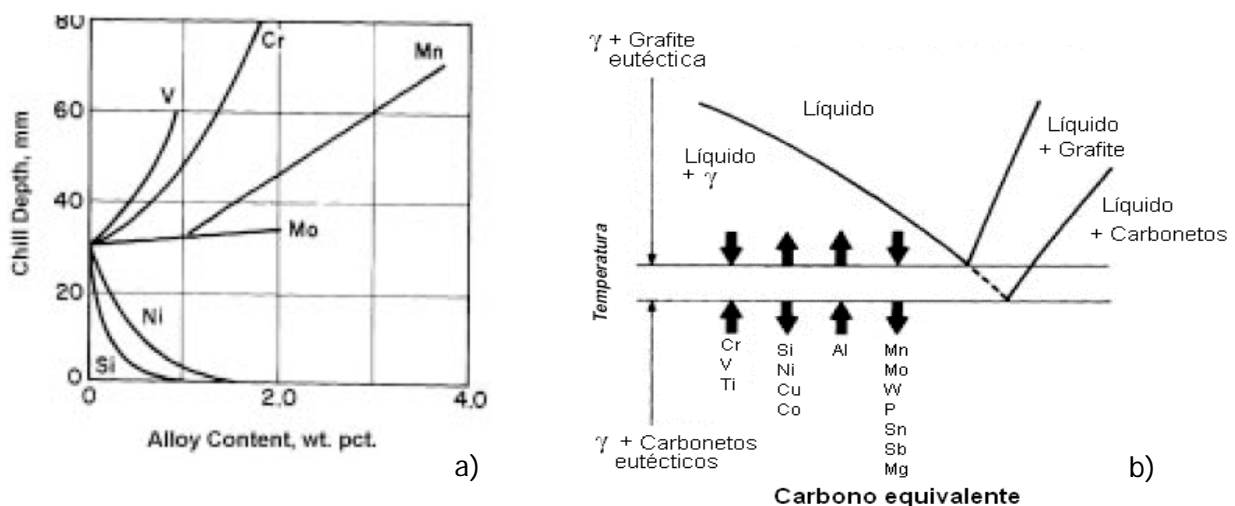 80
60
40
20
0
Chill Depth, mm
V
Cr
Mn
Mo
Ni
Si
0
2.0
4.0
Alloy Content, wt. pct.
a)
γ + Grafite
eutéctica
Líquido
Líquido
+ γ
Líquido
+ Grafite
Líquido
+ Carbonetos
Temperatura
Cr
V
Ti
Si
Ni
Cu
Co
Al
Mn
Mo
W
P
Sn
Sb
Mg
γ + Carbonetos
eutécticos
Carbono equivalente
b)